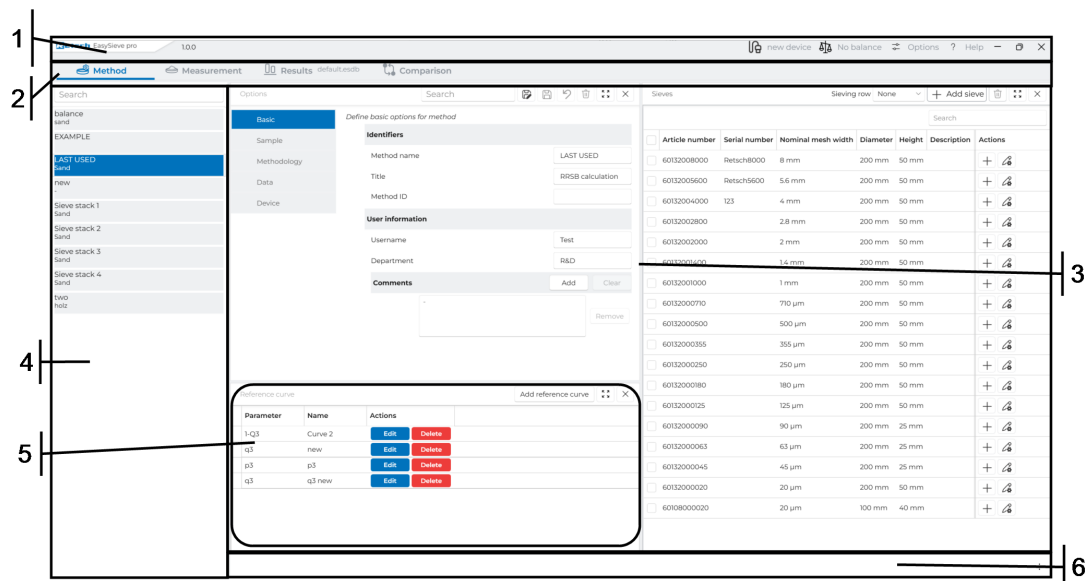 1
Retsch EasySieve pro 1.0.0 new device No balance Options ? Help
2
Method Measurement Results default.esdb Comparison
Search
balance
sand
EXAMPLE
LAST USED
Sand
new
-
Sieve stack 1
Sand
Sieve stack 2
Sand
Sieve stack 3
Sand
Sieve stack 4
Sand
two
holz
4
Options Search
Basic
Sample
Methodology
Data
Device
Define basic options for method
Identifiers
Method name LAST USED
Title RRSB calculation
Method ID
User information
Username Test
Department R&D
Comments Add Clear
-
Remove
3
5
Reference curve Add reference curve
Parameter Name Actions
1-Q3 Curve 2 Edit Delete
q3 new Edit Delete
p3 p3 Edit Delete
q3 q3 new Edit Delete
Sieves Sieving row None + Add sieve
Search
Article number Serial number Nominal mesh width Diameter Height Description Actions
60132008000 Retsch8000 8 mm 200 mm 50 mm
60132005600 Retsch5600 5.6 mm 200 mm 50 mm
60132004000 123 4 mm 200 mm 50 mm
60132002800 2.8 mm 200 mm 50 mm
60132002000 2 mm 200 mm 50 mm
60132001400 1.4 mm 200 mm 50 mm
60132001000 1 mm 200 mm 50 mm
60132000710 710 µm 200 mm 50 mm
60132000500 500 µm 200 mm 50 mm
60132000355 355 µm 200 mm 50 mm
60132000250 250 µm 200 mm 50 mm
60132000180 180 µm 200 mm 50 mm
60132000125 125 µm 200 mm 50 mm
60132000090 90 µm 200 mm 25 mm
60132000063 63 µm 200 mm 25 mm
60132000045 45 µm 200 mm 25 mm
60132000020 20 µm 200 mm 50 mm
60108000020 20 µm 100 mm 40 mm
6